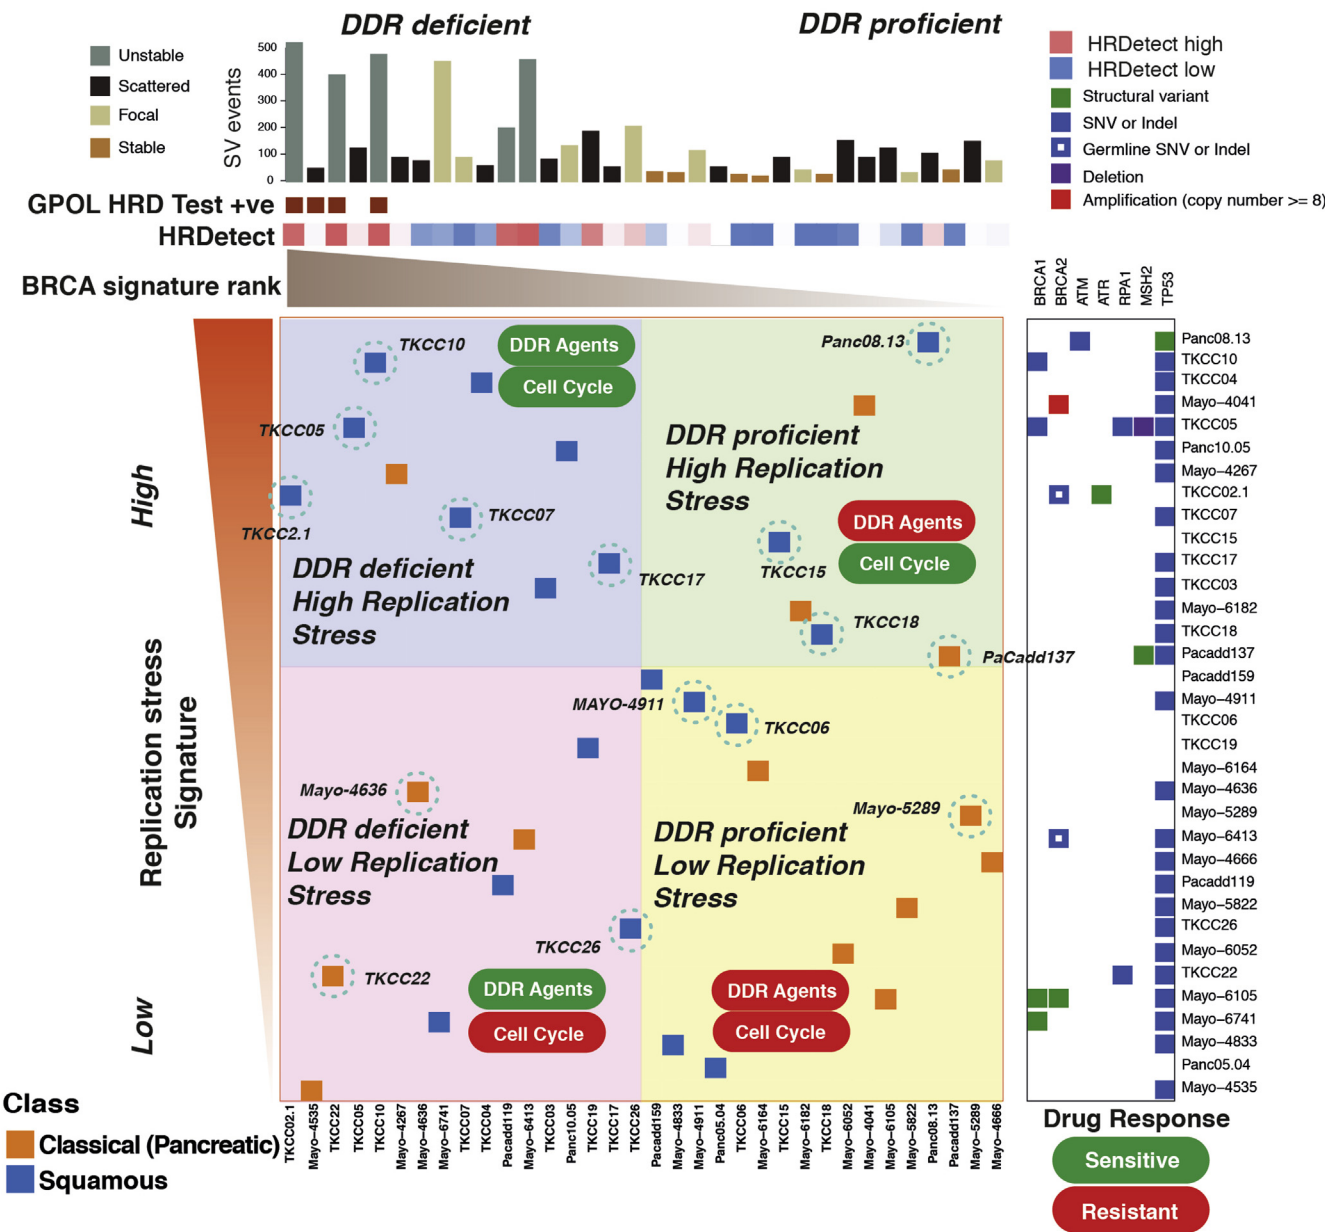 DDR deficient
DDR proficient
Unstable
Scattered
Focal
Stable
SV events
500
400
300
200
100
0
HRDetect high
HRDetect low
Structural variant
SNV or Indel
Germline SNV or Indel
Deletion
Amplification (copy number >= 8)
GPOL HRD Test +ve
HRDetect
BRCA signature rank
BRCA1
BRCA2
ATM
ATR
RPA1
MSH2
TP53
High
Replication stress
Signature
Low
TKCC10
DDR Agents
Cell Cycle
TKCC05
TKCC2.1
TKCC07
TKCC17
DDR deficient
High Replication
Stress
Panc08.13
DDR proficient
High Replication
Stress
DDR Agents
Cell Cycle
TKCC15
TKCC18
PaCadd137
MAYO-4911
TKCC06
Mayo-4636
Mayo-5289
DDR deficient
Low Replication
Stress
DDR proficient
Low Replication
Stress
TKCC26
TKCC22
DDR Agents
Cell Cycle
DDR Agents
Cell Cycle
Panc08.13
TKCC10
TKCC04
Mayo-4041
TKCC05
Panc10.05
Mayo-4267
TKCC02.1
TKCC07
TKCC15
TKCC17
TKCC03
Mayo-6182
TKCC18
Pacadd137
Pacadd159
Mayo-4911
TKCC06
TKCC19
Mayo-6164
Mayo-4636
Mayo-5289
Mayo-6413
Mayo-4666
Pacadd119
Mayo-5822
TKCC26
Mayo-6052
TKCC22
Mayo-6105
Mayo-6741
Mayo-4833
Panc05.04
Mayo-4535
TKCC02.1
Mayo-4535
TKCC22
TKCC05
TKCC10
Mayo-4267
Mayo-4636
Mayo-6741
TKCC07
TKCC04
Pacadd119
Mayo-6413
TKCC03
Panc10.05
TKCC19
TKCC17
TKCC26
Pacadd159
Mayo-4833
Mayo-4911
Panc05.04
TKCC06
Mayo-6164
TKCC15
Mayo-6182
TKCC18
Mayo-6052
Mayo-4041
Mayo-6105
Mayo-5822
Panc08.13
Pacadd137
Mayo-5289
Mayo-4666
Class
Classical (Pancreatic)
Squamous
Drug Response
Sensitive
Resistant